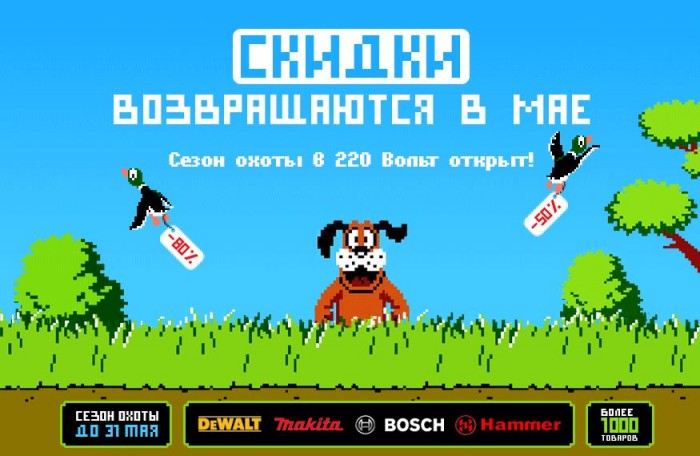 СКИДКИ
ВОЗВРАЩАЮТСЯ В МАЕ
Сезон охоты в 220 Вольт открыт!
-80%
-50%
СЕЗОН ОХОТЫ
ДО 31 МАЯ
DEWALT makita BOSCH Hammer
БОЛЕЕ
1000
ТОВАРОВ